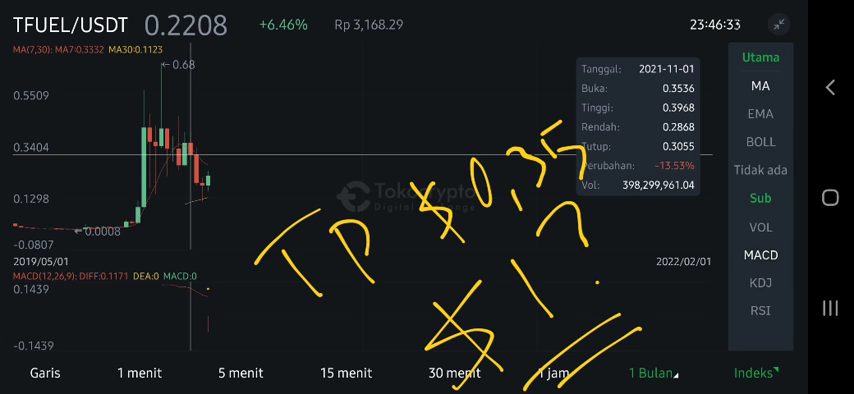 TFUEL/USDT 0.2208 +6.46% Rp 3,168.29 23:46:33
MA(7,30): MA7:0.3332 MA30:0.1123
Utama
←0.68
Tanggal: 2021-11-01
MA
Buka: 0.3536
0.5509
Tinggi: 0.3968
EMA
Rendah: 0.2868
BOLL
0.3404
Tutup: 0.3055
Perubahan: -13.53%
Tidak ada
Vol: 398,299,961.04
0.1298
Tokocrypto
Digital Exchange
Sub
TP $0,35
VOL
←0.0008
-0.0807
2019/05/01 2022/02/01
MACD
MACD(12,26,9): DIFF:0.1171 DEA:0 MACD:0
0.1439
KDJ
$1.
RSI
-0.1439
Garis 1 menit 5 menit 15 menit 30 menit 1 jam 1 Bulan Indeks